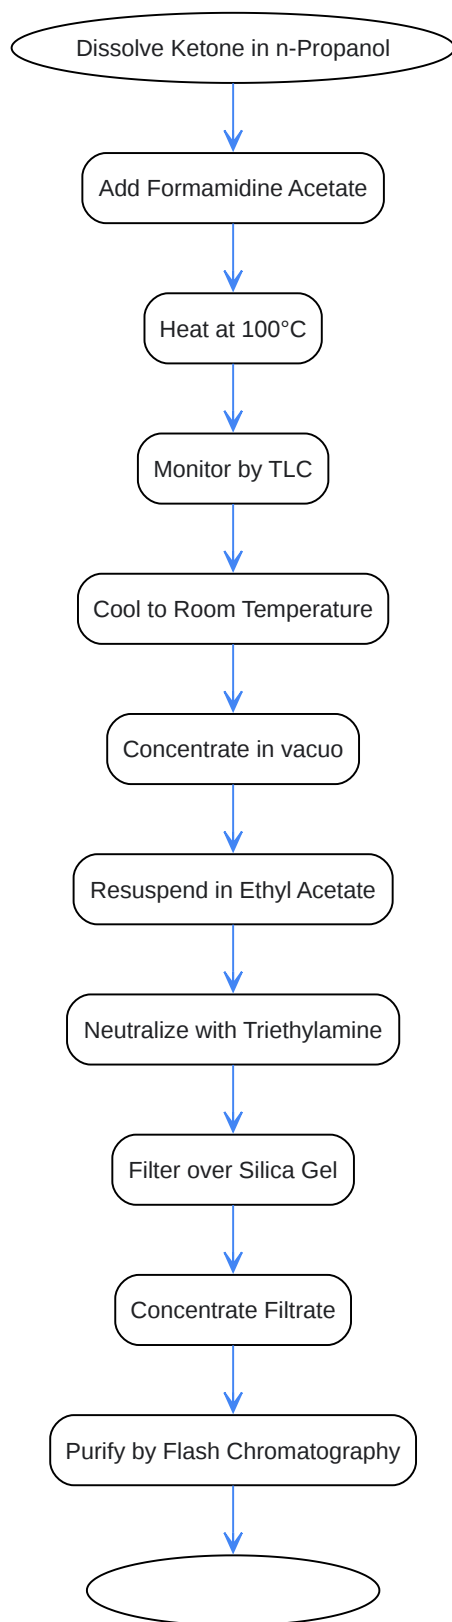 Dissolve Ketone in n-Propanol
Add Formamidine Acetate
Heat at 100°C
Monitor by TLC
Cool to Room Temperature
Concentrate in vacuo
Resuspend in Ethyl Acetate
Neutralize with Triethylamine
Filter over Silica Gel
Concentrate Filtrate
Purify by Flash Chromatography